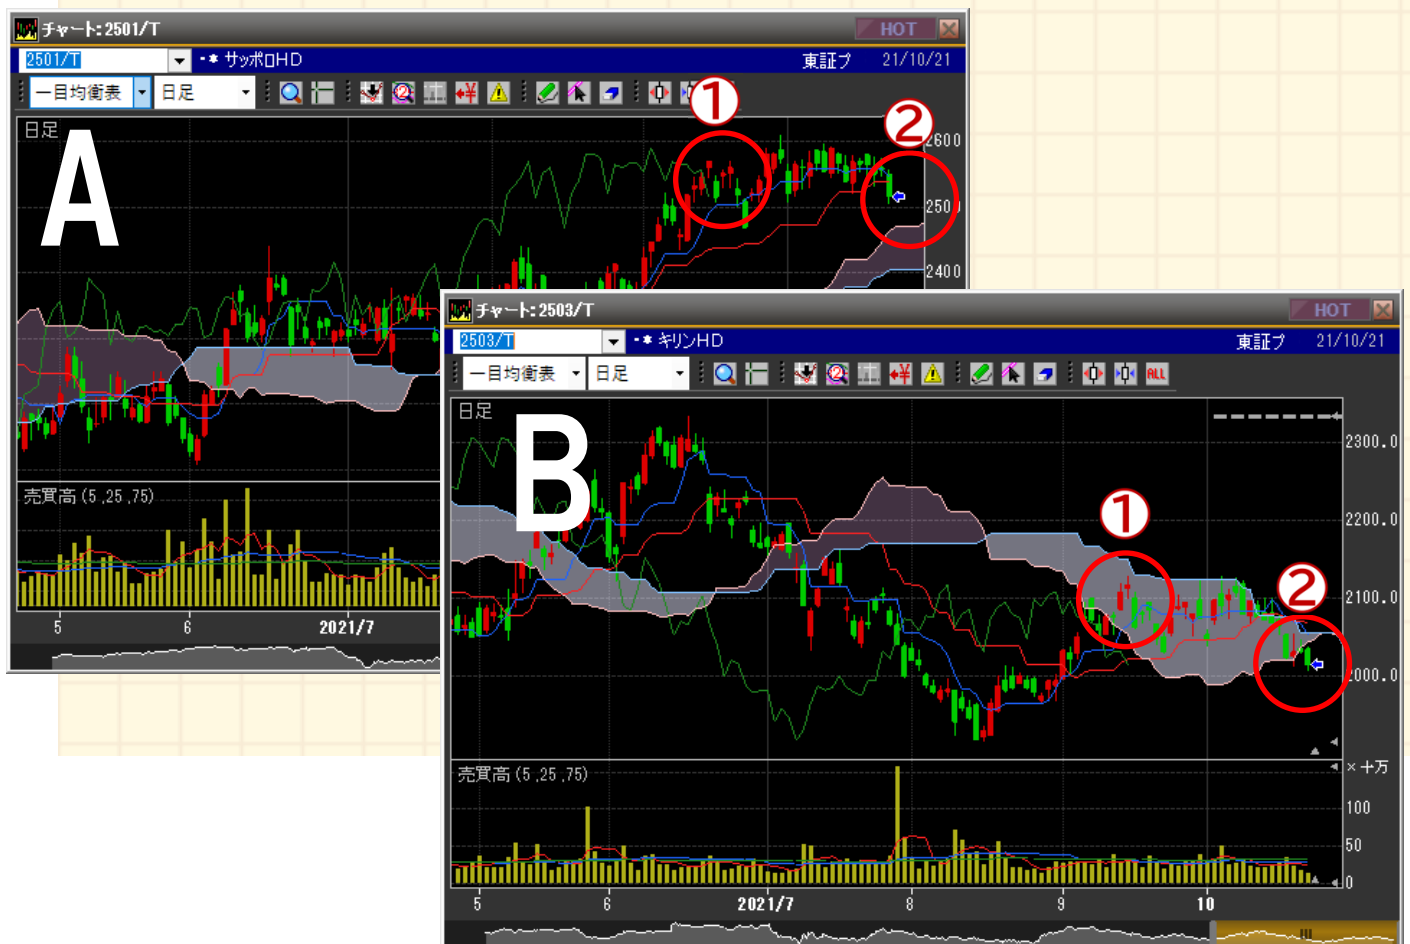 チャート: 2501/T
HOT
2501/T
・* サッポロHD
東証プ 21/10/21
一目均衡表
日足
①
②
日足
A
2600
2500
2400
売買高 (5 ,25 ,75)
5 6 2021/7
チャート: 2503/T
HOT
2503/T
・* キリンHD
東証プ 21/10/21
一目均衡表
日足
ALL
日足
B
①
②
2300.0
2200.0
2100.0
2000.0
売買高 (5 ,25 ,75)
×十万
100
50
0
5 6 2021/7 8 9 10